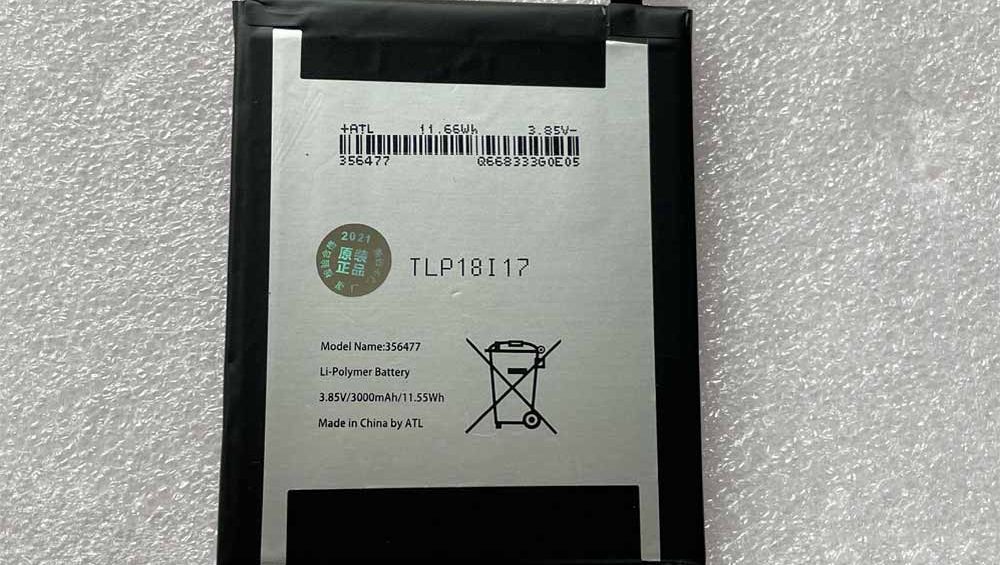 +ATL 11.66Wh 3.85V-
356477 Q668333G0E05
2021
原装
正品
TLP18I17
Model Name:356477
Li-Polymer Battery
3.85V/3000mAh/11.55Wh
Made in China by ATL